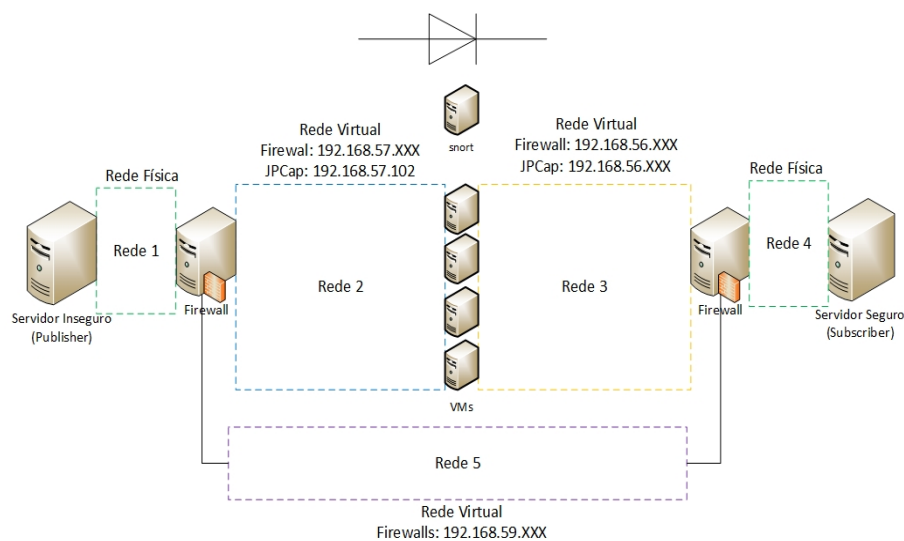 Rede Virtual
Firewal: 192.168.57.XXX
JPCap: 192.168.57.102
snort
Rede Virtual
Firewall: 192.168.56.XXX
JPCap: 192.168.56.XXX
Rede Física
Rede 1
Servidor Inseguro
(Publisher)
Firewall
Rede 2
VMs
Rede 3
Rede Física
Rede 4
Firewall
Servidor Seguro
(Subscriber)
Rede 5
Rede Virtual
Firewalls: 192.168.59.XXX